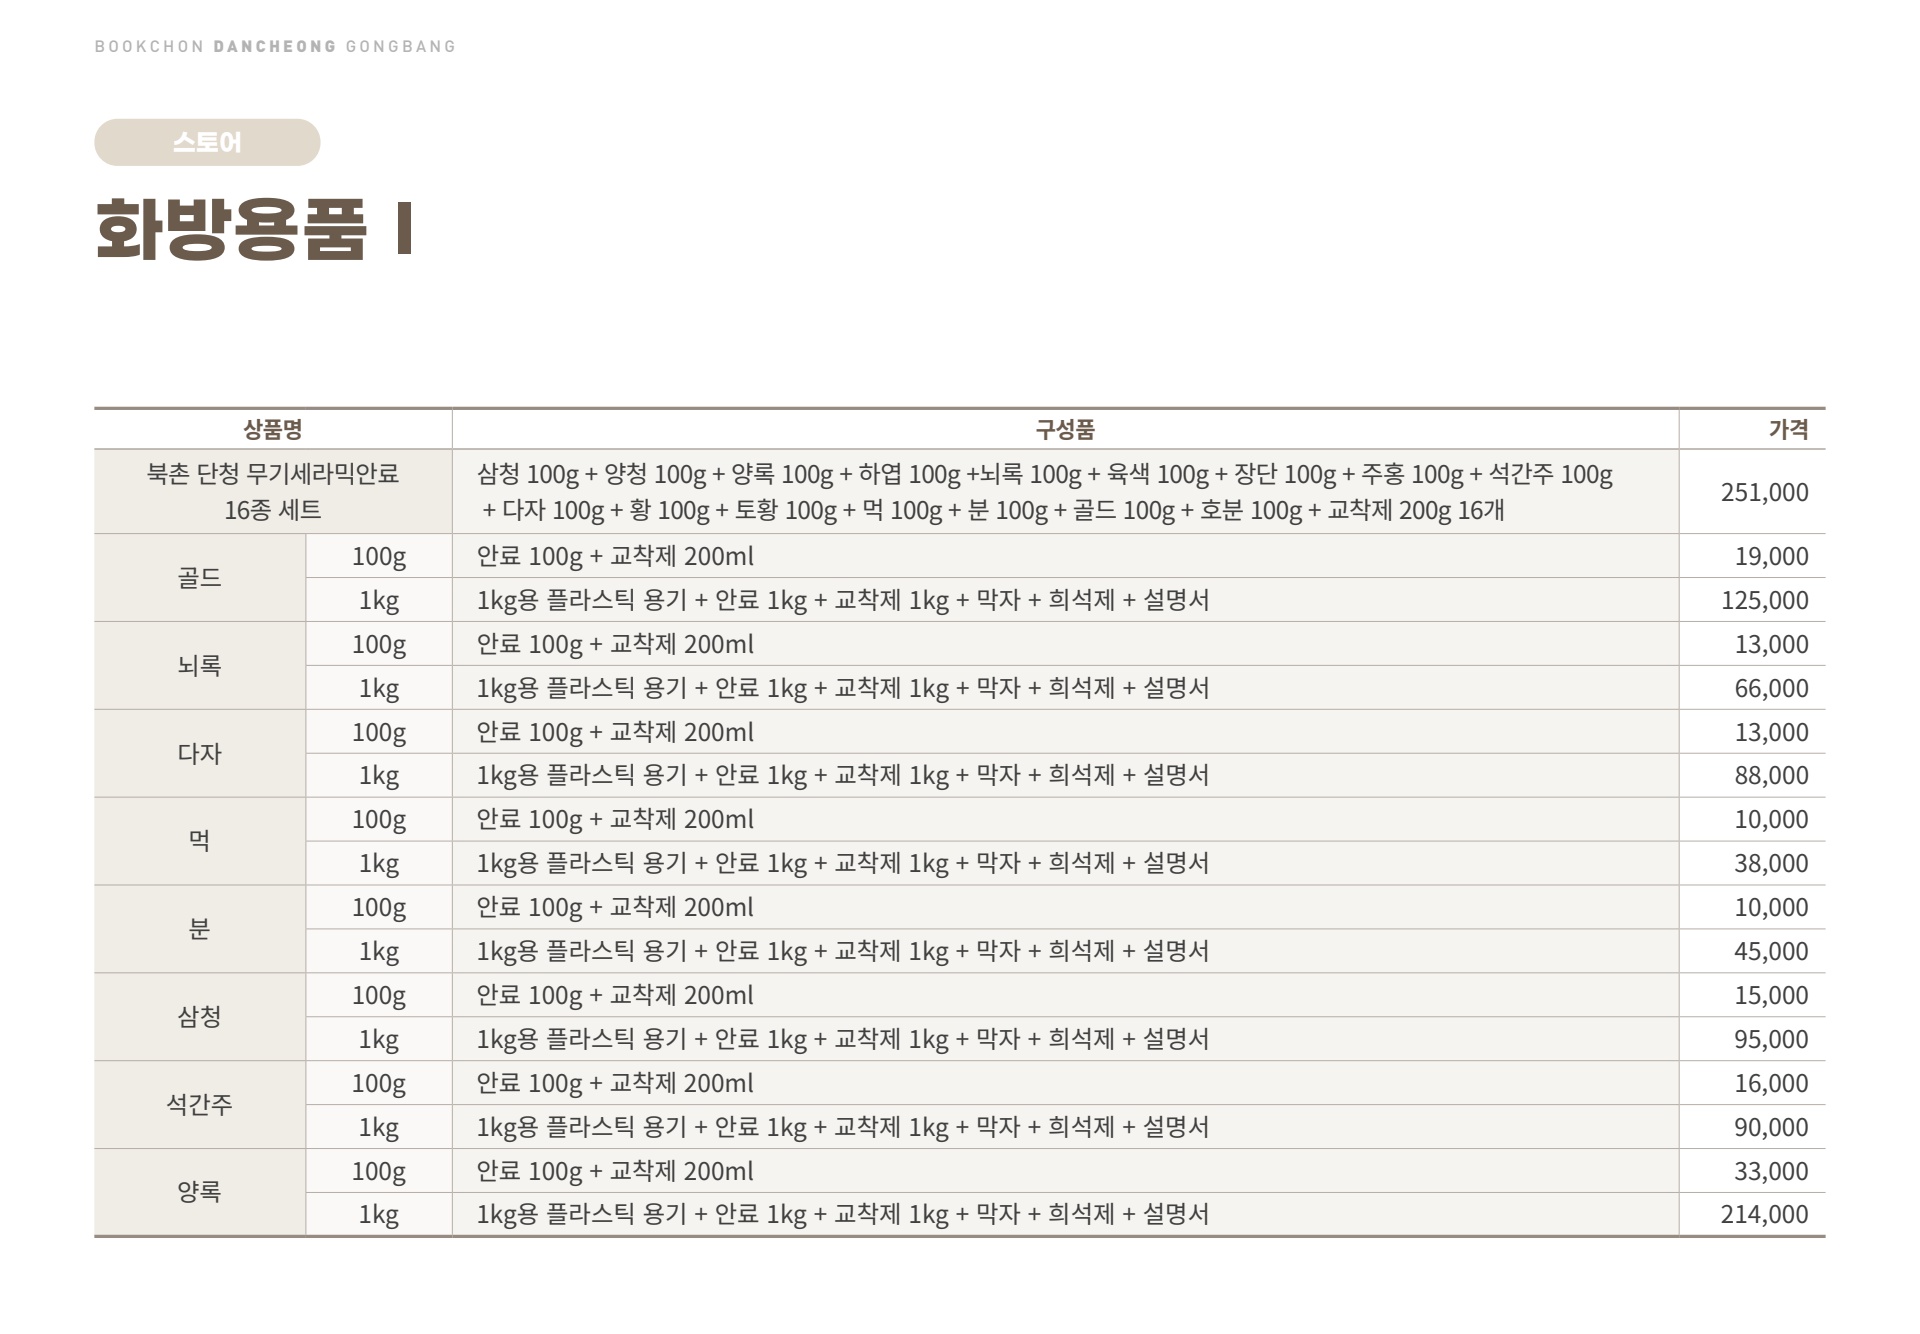 BOOKCHON DANCHEONG GONGBANG
스토어
화방용품 I
상품명 구성품 가격
북촌 단청 무기세라믹안료
16종 세트
삼청 100g + 양청 100g + 양록 100g + 하엽 100g +뇌록 100g + 육색 100g + 장단 100g + 주홍 100g + 석간주 100g
+ 다자 100g + 황 100g + 토황 100g + 먹 100g + 분 100g + 골드 100g + 호분 100g + 교착제 200g 16개
251,000
골드
100g 안료 100g + 교착제 200ml 19,000
1kg 1kg용 플라스틱 용기 + 안료 1kg + 교착제 1kg + 막자 + 희석제 + 설명서 125,000
뇌록
100g 안료 100g + 교착제 200ml 13,000
1kg 1kg용 플라스틱 용기 + 안료 1kg + 교착제 1kg + 막자 + 희석제 + 설명서 66,000
다자
100g 안료 100g + 교착제 200ml 13,000
1kg 1kg용 플라스틱 용기 + 안료 1kg + 교착제 1kg + 막자 + 희석제 + 설명서 88,000
먹
100g 안료 100g + 교착제 200ml 10,000
1kg 1kg용 플라스틱 용기 + 안료 1kg + 교착제 1kg + 막자 + 희석제 + 설명서 38,000
분
100g 안료 100g + 교착제 200ml 10,000
1kg 1kg용 플라스틱 용기 + 안료 1kg + 교착제 1kg + 막자 + 희석제 + 설명서 45,000
삼청
100g 안료 100g + 교착제 200ml 15,000
1kg 1kg용 플라스틱 용기 + 안료 1kg + 교착제 1kg + 막자 + 희석제 + 설명서 95,000
석간주
100g 안료 100g + 교착제 200ml 16,000
1kg 1kg용 플라스틱 용기 + 안료 1kg + 교착제 1kg + 막자 + 희석제 + 설명서 90,000
양록
100g 안료 100g + 교착제 200ml 33,000
1kg 1kg용 플라스틱 용기 + 안료 1kg + 교착제 1kg + 막자 + 희석제 + 설명서 214,000